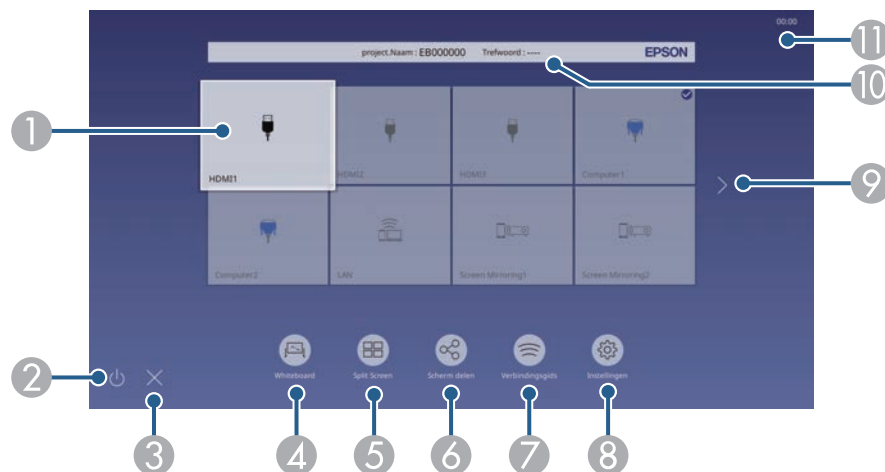 00:00
11
project.Naam : EB000000 Trefwoord : ---- EPSON
10
1
HDMI1 HDMI2 HDMI3 Computer1
9
Computer2 LAN Screen Mirroring1 Screen Mirroring2
Whiteboard Split Screen Scherm delen Verbindingsgids Instellingen
2
3 4 5 6 7 8